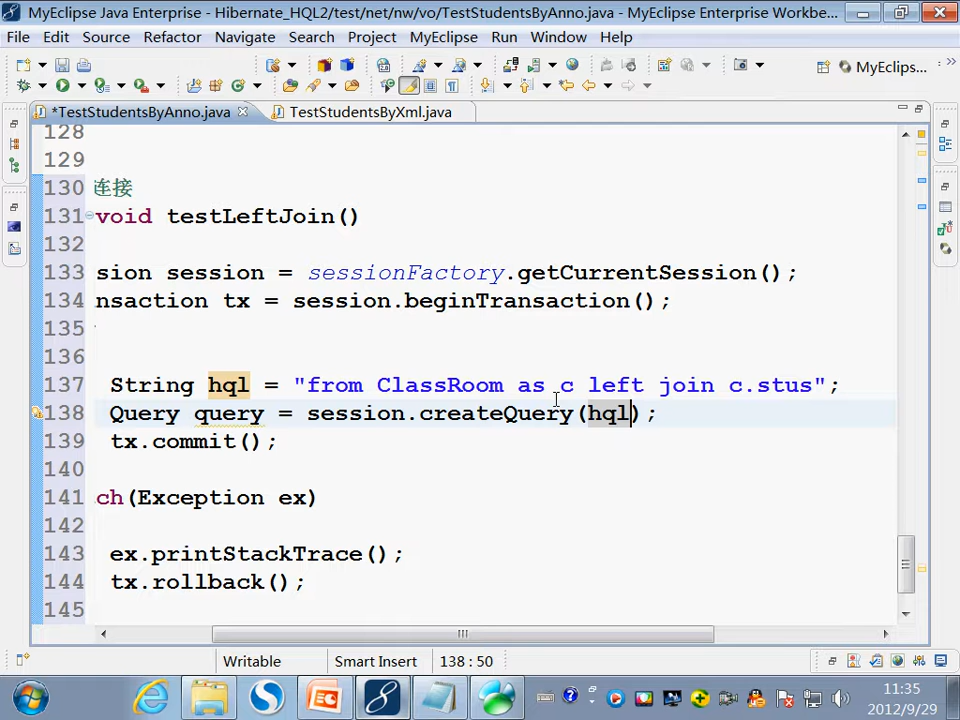 MyEclipse Java Enterprise - Hibernate_HQL2/test/net/nw/vo/TestStudentsByAnno.java - MyEclipse Enterprise Workbe...
File Edit Source Refactor Navigate Search Project MyEclipse Run Window Help
MyEclips...
*TestStudentsByAnno.java TestStudentsByXml.java
128
129
130 连接
131 void testLeftJoin()
132
133 sion session = sessionFactory.getCurrentSession();
134 nsaction tx = session.beginTransaction();
135
136
137 String hql = "from ClassRoom as c left join c.stus";
138 Query query = session.createQuery(hql);
139 tx.commit();
140
141 ch(Exception ex)
142
143 ex.printStackTrace();
144 tx.rollback();
145
Writable Smart Insert 138 : 50
11:35
2012/9/29